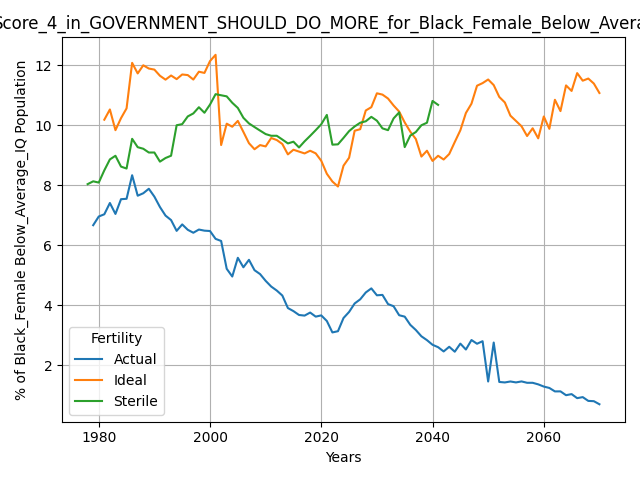 Score_4_in_GOVERNMENT_SHOULD_DO_MORE_for_Black_Female_Below_Avera
% of Black_Female Below_Average_IQ Population
12
10
8
6
4
2
Fertility
Actual
Ideal
Sterile
1980 2000 2020 2040 2060
Years